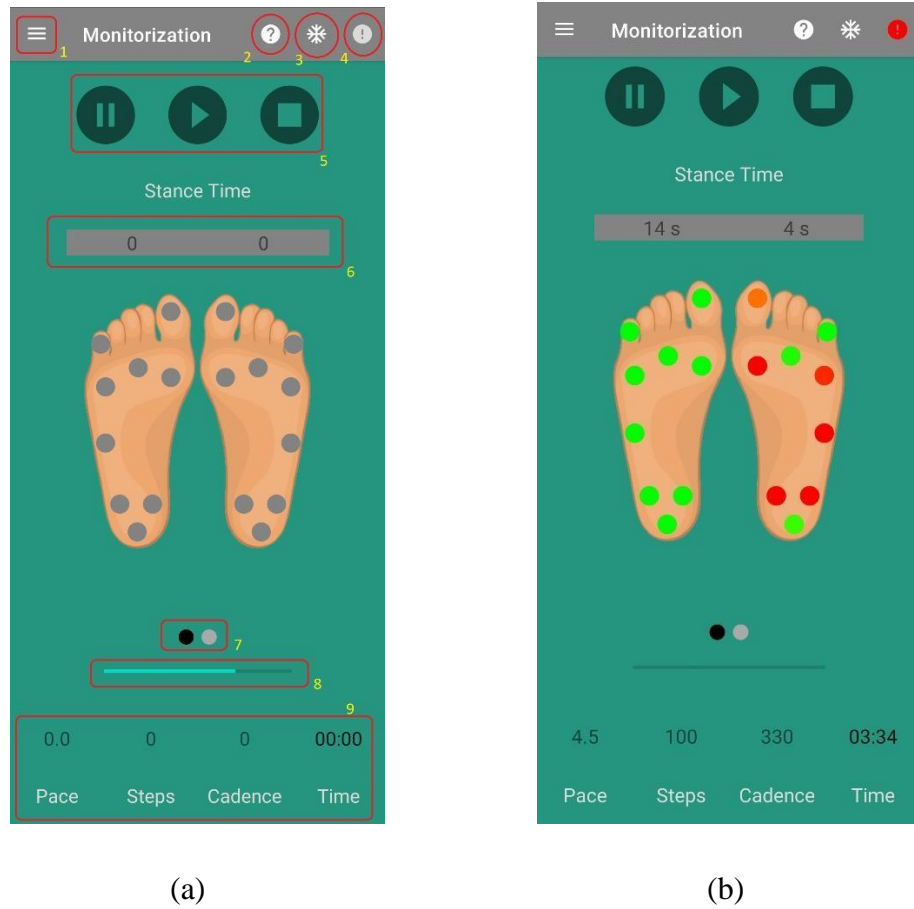 Monitorization ?
1 2 3 4
5
Stance Time
0 0
6
7
8
9
0.0 0 0 00:00
Pace Steps Cadence Time
(a)
Monitorization ? !
Stance Time
14 s 4 s
4.5 100 330 03:34
Pace Steps Cadence Time
(b)